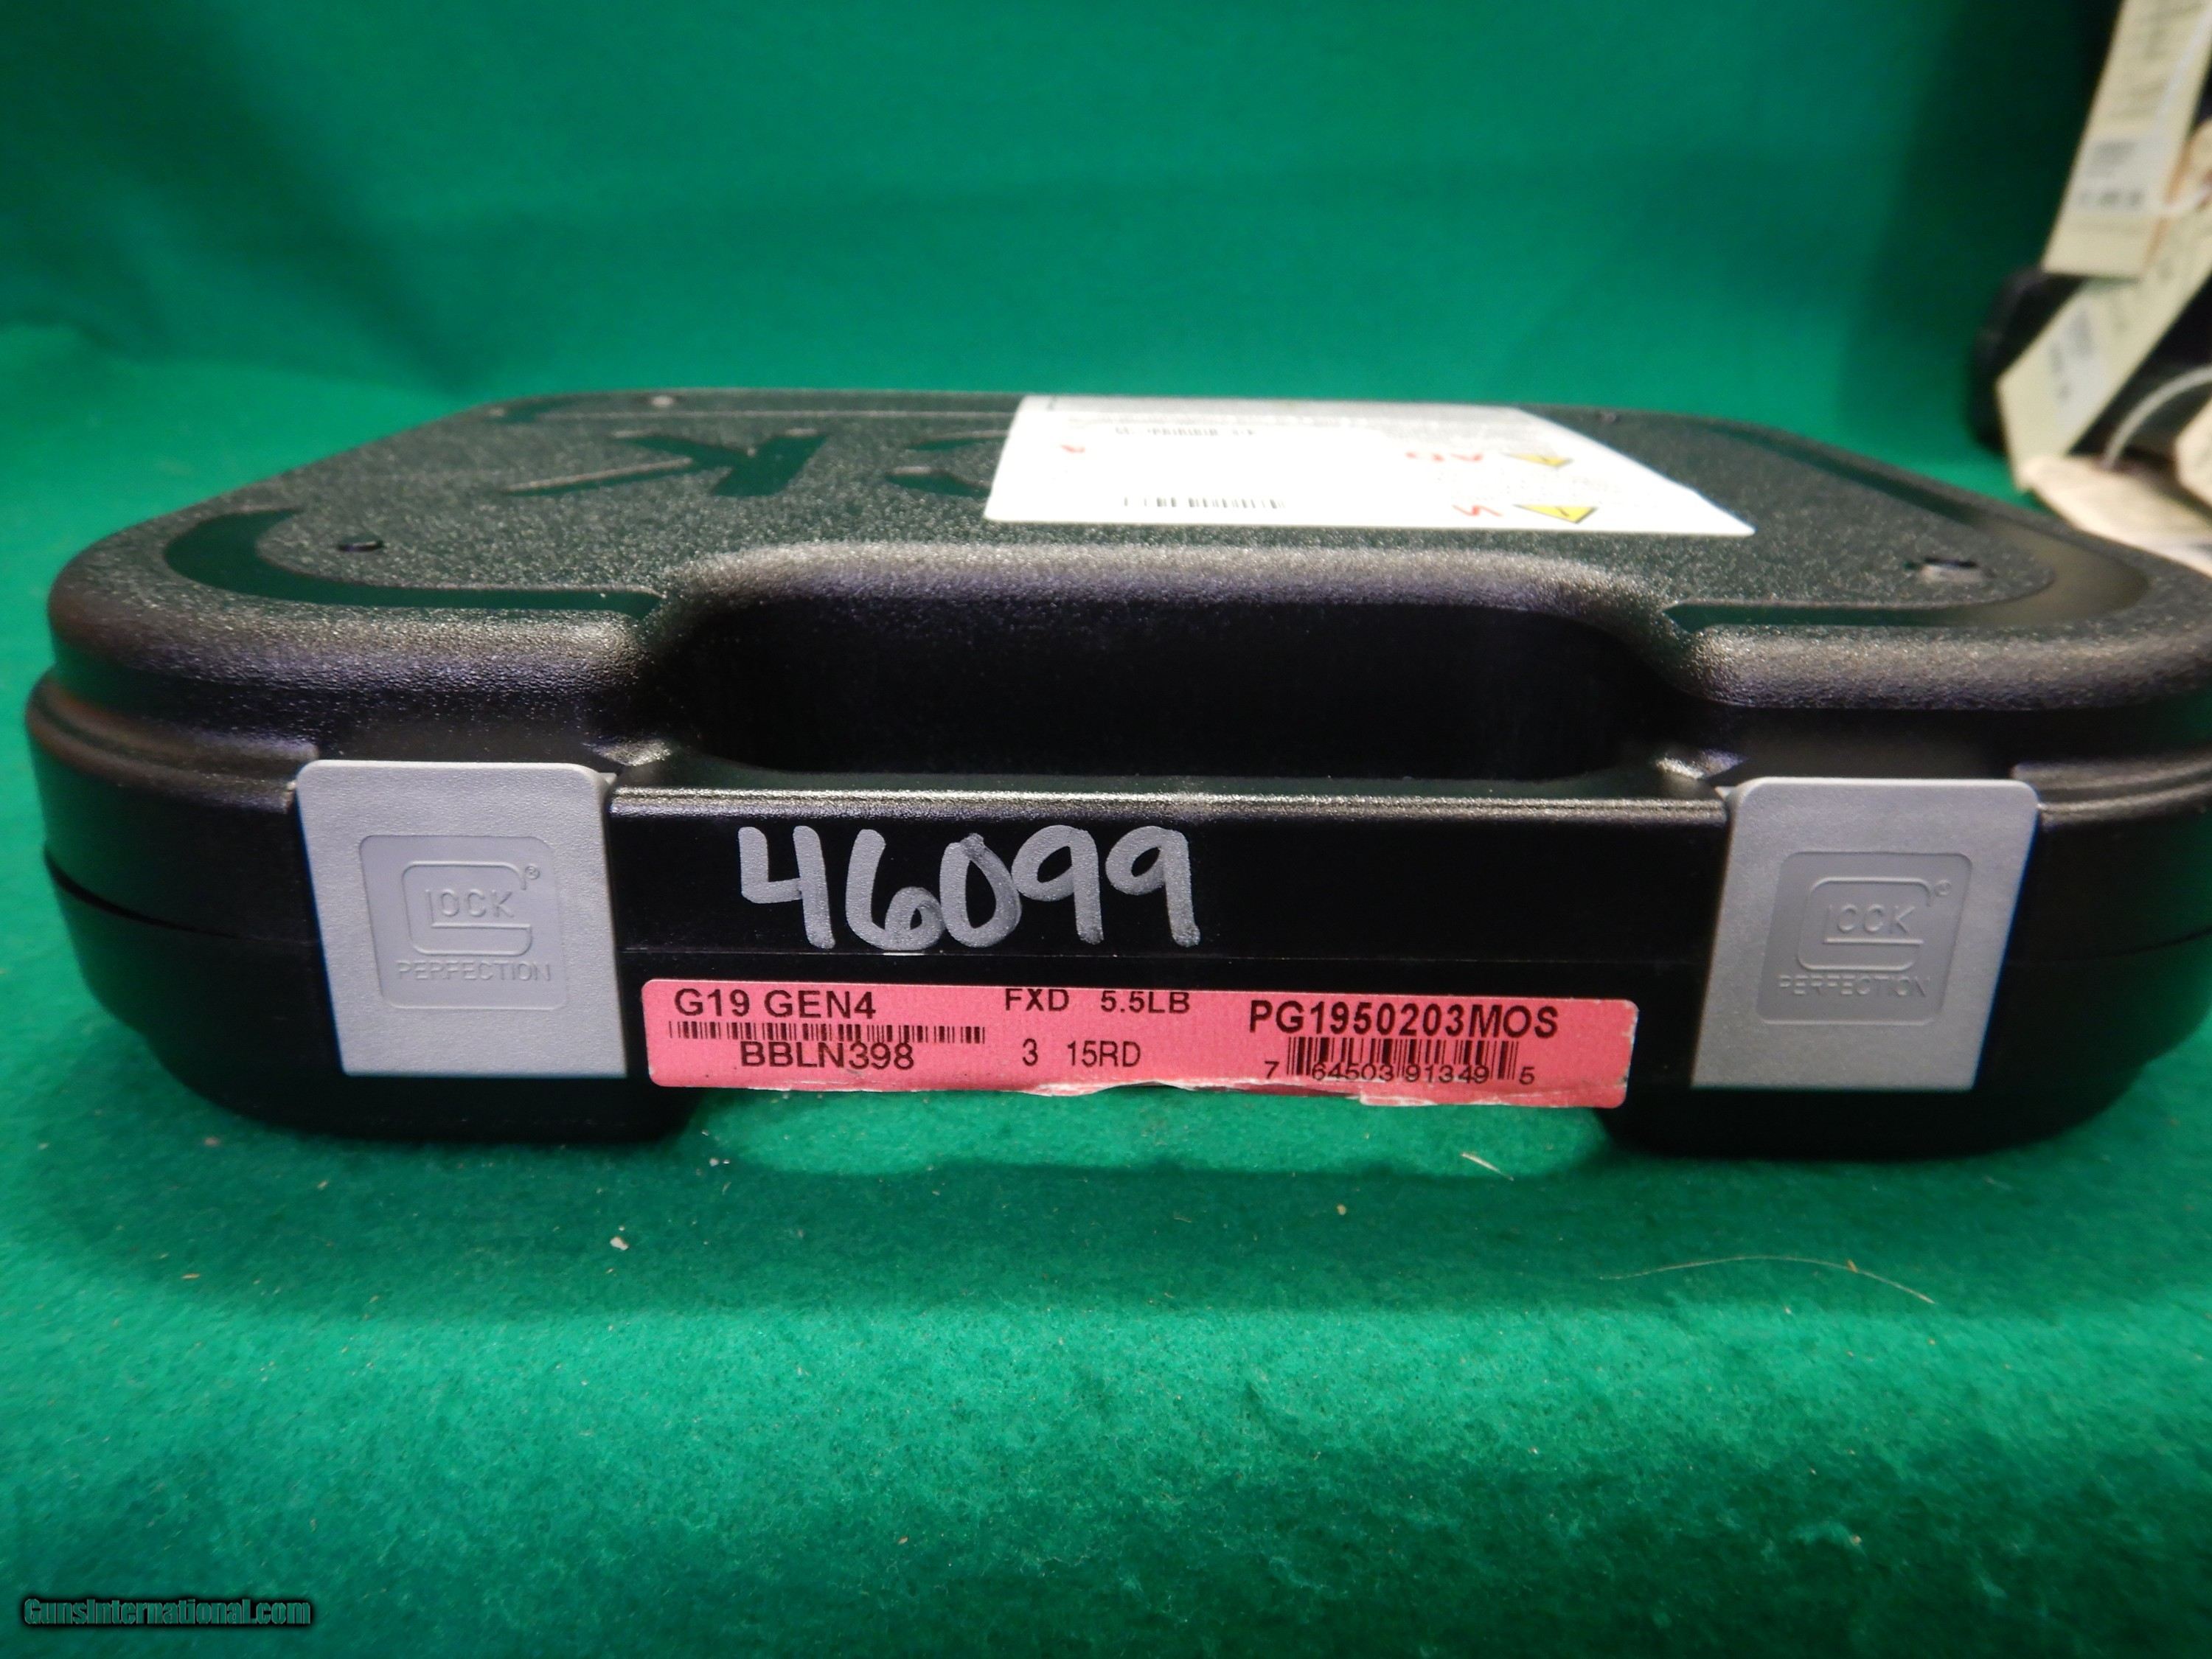 46099
GLOCK®
PERFECTION
GLOCK®
PERFECTION
G19 GEN4 FXD 5.5LB PG1950203MOS
BBLN398 3 15RD 7 64503 91349 5
GunsInternational.com